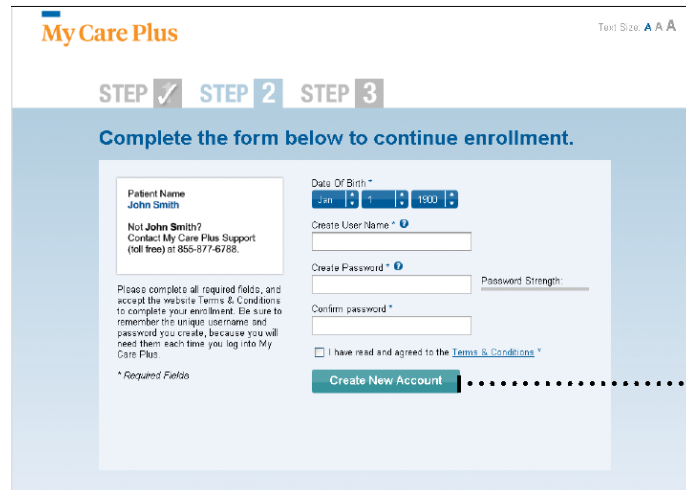 My Care Plus
Text Size: A A A
STEP 1 STEP 2 STEP 3
Complete the form below to continue enrollment.
Patient Name
John Smith
Not John Smith?
Contact My Care Plus Support
(toll free) at 855-877-6788.
Please complete all required fields, and
accept the website Terms & Conditions
to complete your enrollment. Be sure to
remember the unique username and
password you create, because you will
need them each time you log into My
Care Plus.
* Required Fields
Date Of Birth *
Jan 1 1900
Create User Name * ?
Create Password * ?
Password Strength:
Confirm password *
I have read and agreed to the Terms & Conditions *
Create New Account